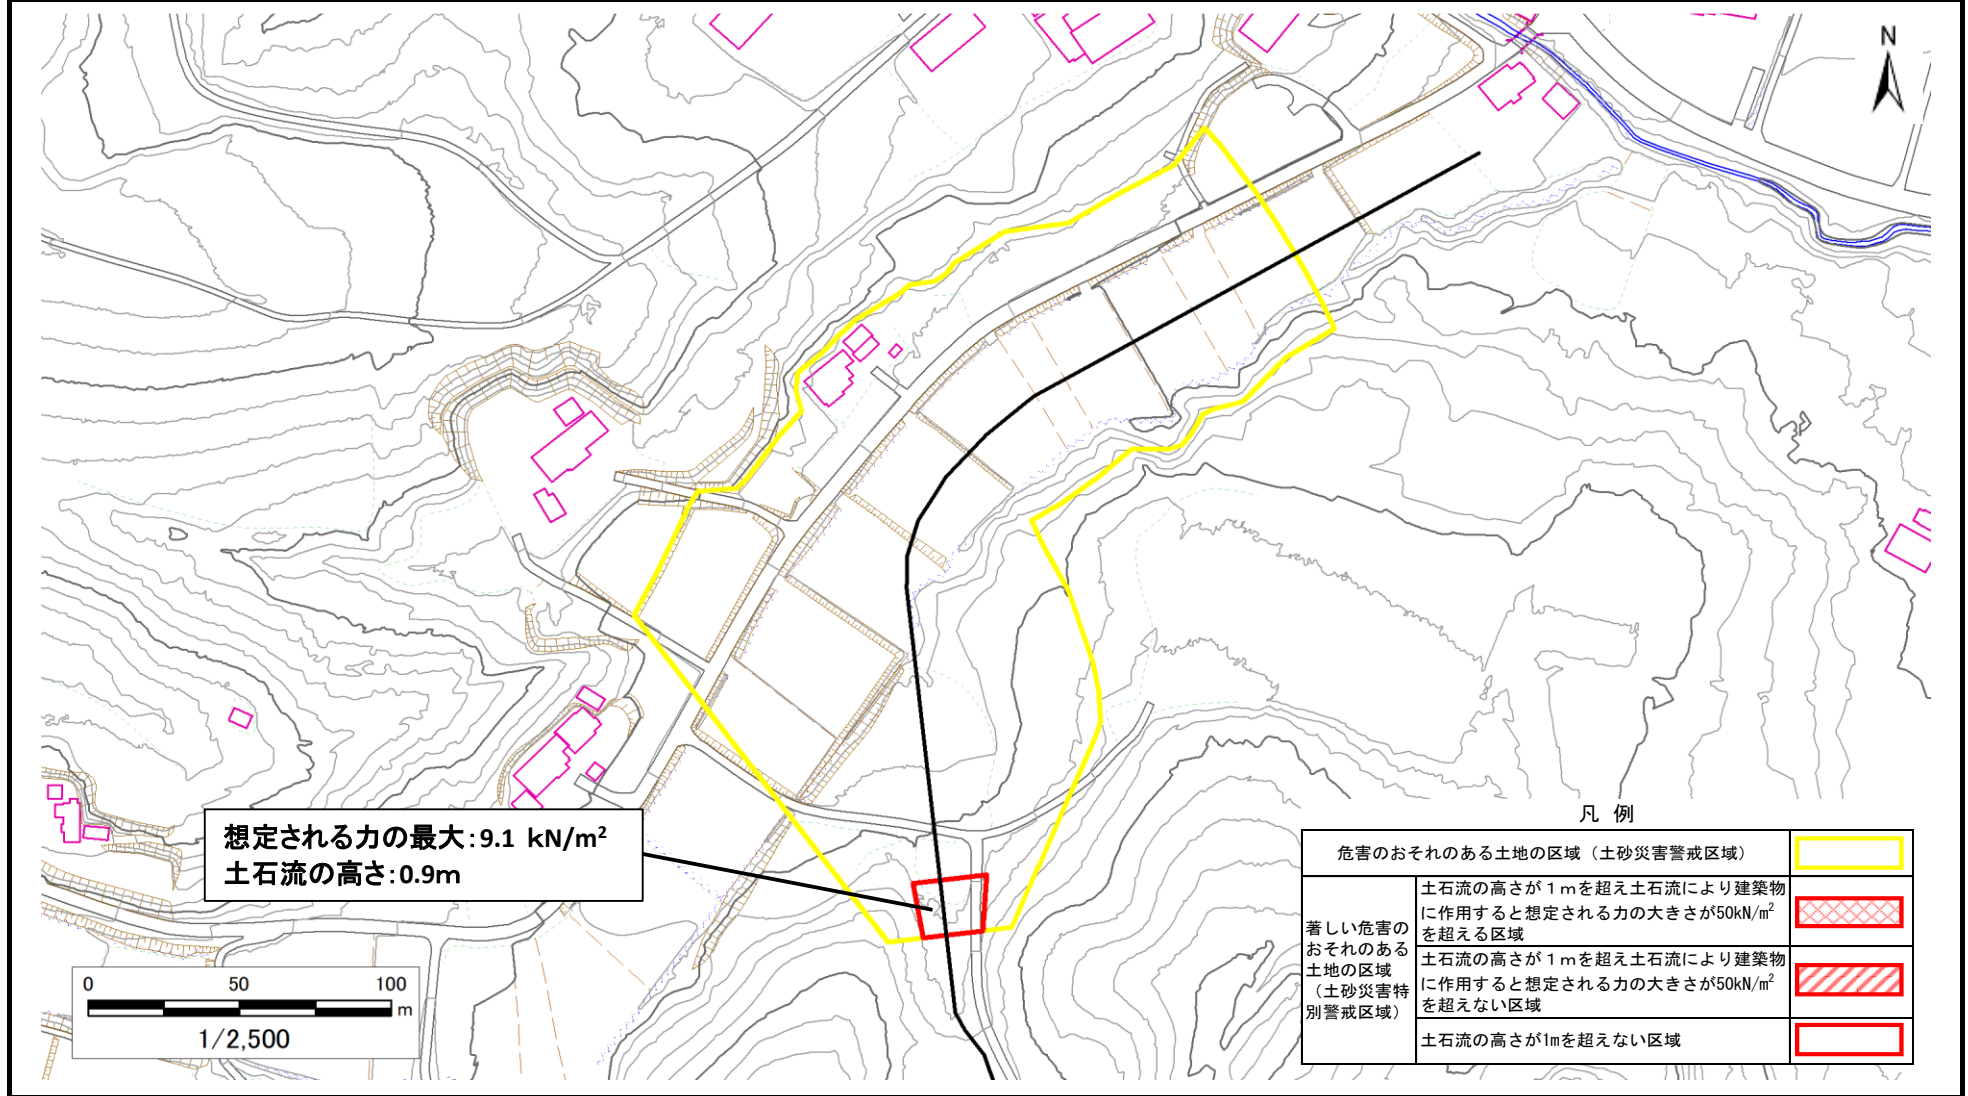 N
想定される力の最大:9.1 kN/m²
土石流の高さ:0.9m
0 50 100
m
1/2,500
凡 例
危害のおそれのある土地の区域（土砂災害警戒区域）
著しい危害の
おそれのある
土地の区域
（土砂災害特
別警戒区域）
土石流の高さが１ｍを超え土石流により建築物
に作用すると想定される力の大きさが50kN/m²
を超える区域
土石流の高さが１ｍを超え土石流により建築物
に作用すると想定される力の大きさが50kN/m²
を超えない区域
土石流の高さが1mを超えない区域